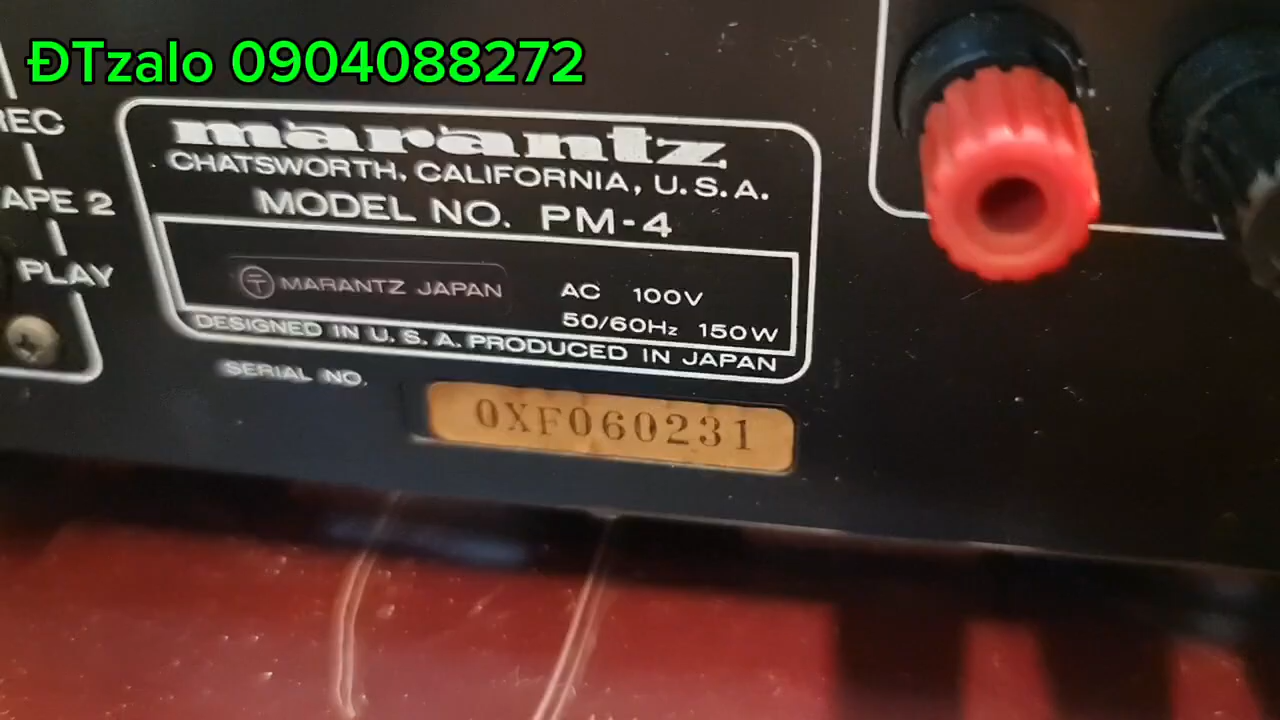 ĐTzalo 0904088272
REC
TAPE 2
PLAY
marantz
CHATSWORTH, CALIFORNIA, U.S.A.
MODEL NO. PM-4
MARANTZ JAPAN
AC 100V
50/60Hz 150W
DESIGNED IN U.S.A. PRODUCED IN JAPAN
SERIAL NO.
0XF060231